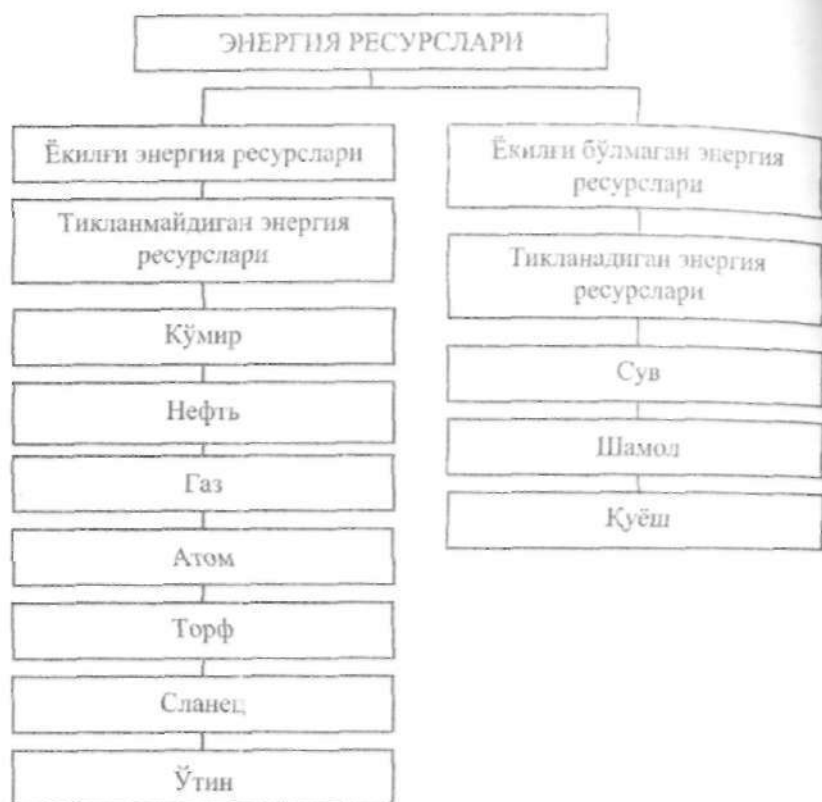 ЭНЕРГИЯ РЕСУРСЛАРИ
Ёкилғи энергия ресурслари
Тикланмайдиган энергия
ресурслари
Кўмир
Нефть
Газ
Атом
Торф
Сланец
Ўтин
Ёкилғи бўлмаган энергия
ресурслари
Тикланадиган энергия
ресурслари
Сув
Шамол
Қуёш